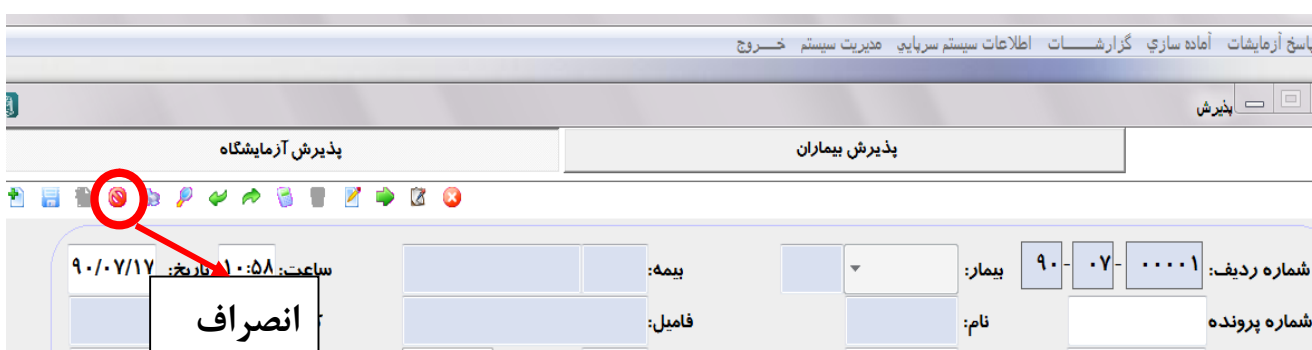 پاسخ آزمایشات آماده سازي گزارشـــــات اطلاعات سیستم سرپایي مدیریت سیستم خـــروج
پذیرش
پذیرش بیماران پذیرش آزمایشگاه
شماره ردیف: ۹۰-۰۷-۰۰۰۰۱ بیمار: بیمه: ساعت: ۱۰:۵۸ تاریخ: ۹۰/۰۷/۱۷
شماره پرونده نام: فامیل:
انصراف